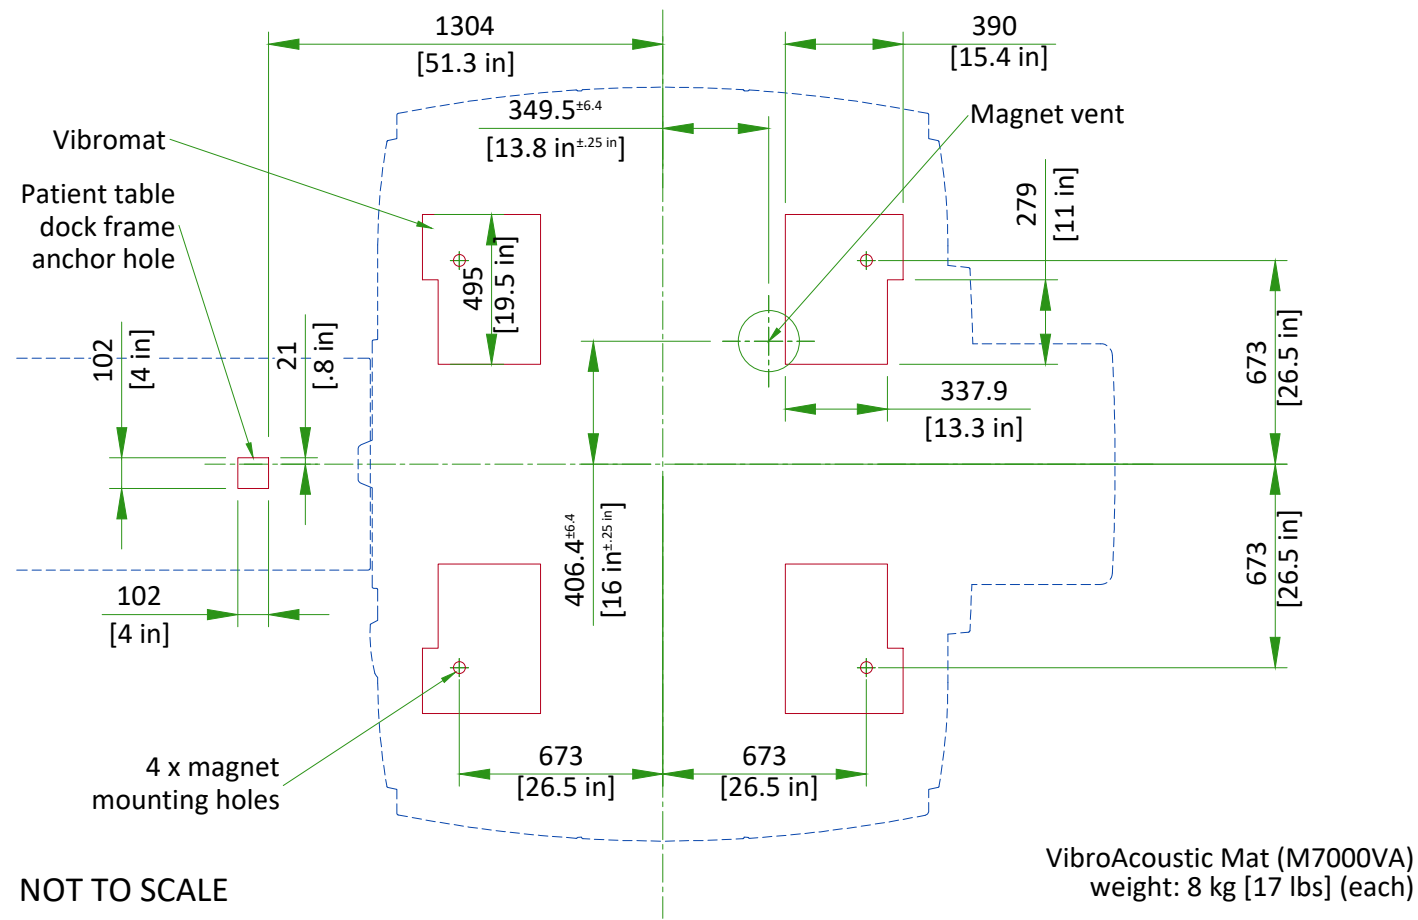 1304
[51.3 in]
390
[15.4 in]
349.5±6.4
[13.8 in±.25 in]
Magnet vent
Vibromat
Patient table
dock frame
anchor hole
279
[11 in]
495
[19.5 in]
102
[4 in]
21
[.8 in]
673
[26.5 in]
337.9
[13.3 in]
406.4±6.4
[16 in±.25 in]
673
[26.5 in]
102
[4 in]
673
[26.5 in]
673
[26.5 in]
4 x magnet
mounting holes
NOT TO SCALE
VibroAcoustic Mat (M7000VA)
weight: 8 kg [17 lbs] (each)